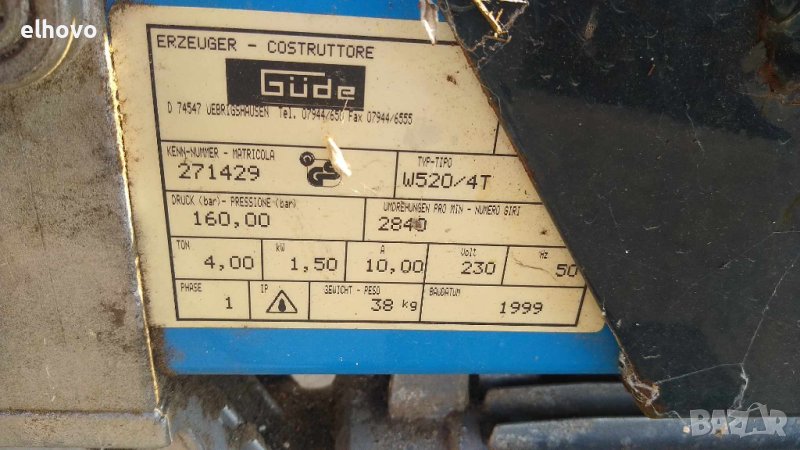 elhovo
ERZEUGER - COSTRUTTORE
Güde
D 74547 UEBRIGSHAUSEN Tel. 07944/650 Fax 07944/6555
KENN-NUMMER - MATRICOLA
271429
GS
TYP-TIPO
W520/4T
DRUCK (bar)- PRESSIONE (bar)
160,00
UMDREHUNGEN PRO MIN - NUMERO GIRI
2840
TON
4,00
kW
1,50
A
10,00
Volt
230
Hz
50
PHASE
1
IP
GEWICHT - PESO
38 kg
BAUDATUM
1999
BAZAR